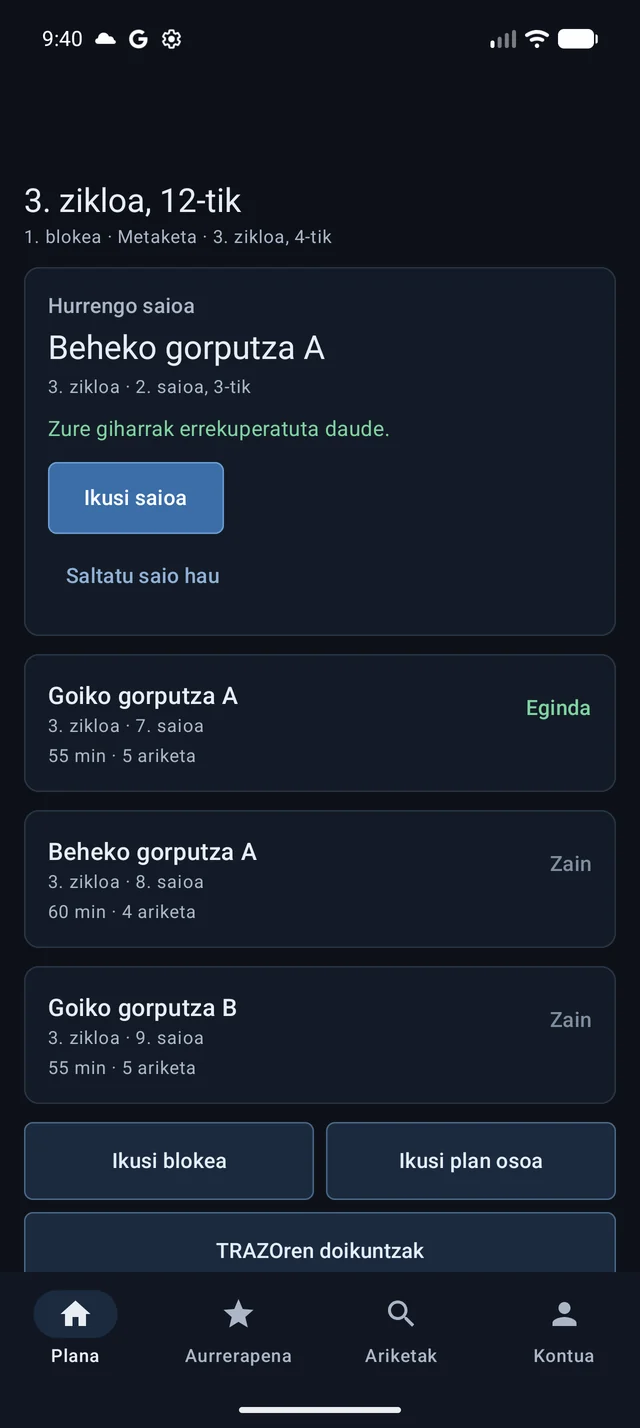 9:40
3. zikloa, 12-tik
1. blokea · Metaketa · 3. zikloa, 4-tik
Hurrengo saioa
Beheko gorputza A
3. zikloa · 2. saioa, 3-tik
Zure giharrak errekuperatuta daude.
Ikusi saioa
Saltatu saio hau
Goiko gorputza A
Eginda
3. zikloa · 7. saioa
55 min · 5 ariketa
Beheko gorputza A
Zain
3. zikloa · 8. saioa
60 min · 4 ariketa
Goiko gorputza B
Zain
3. zikloa · 9. saioa
55 min · 5 ariketa
Ikusi blokea
Ikusi plan osoa
TRAZOren doikuntzak
Plana
Aurrerapena
Ariketak
Kontua